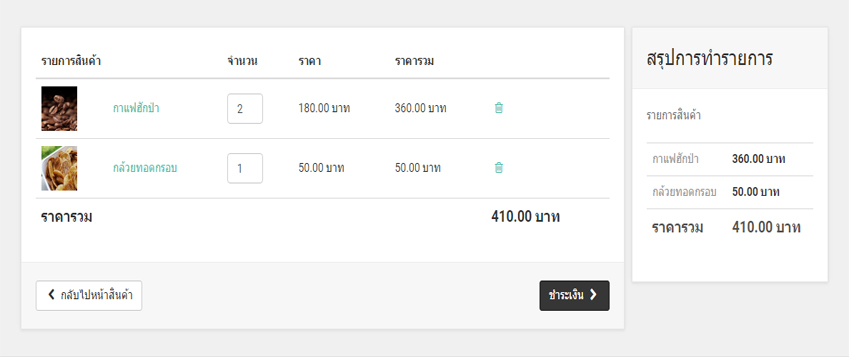 รายการสินค้า จำนวน ราคา ราคารวม
กาแฟฮักป่า 2 180.00 บาท 360.00 บาท
กล้วยทอดกรอบ 1 50.00 บาท 50.00 บาท
ราคารวม 410.00 บาท
กลับไปหน้าสินค้า ชำระเงิน
สรุปการทำรายการ
รายการสินค้า
กาแฟฮักป่า 360.00 บาท
กล้วยทอดกรอบ 50.00 บาท
ราคารวม 410.00 บาท